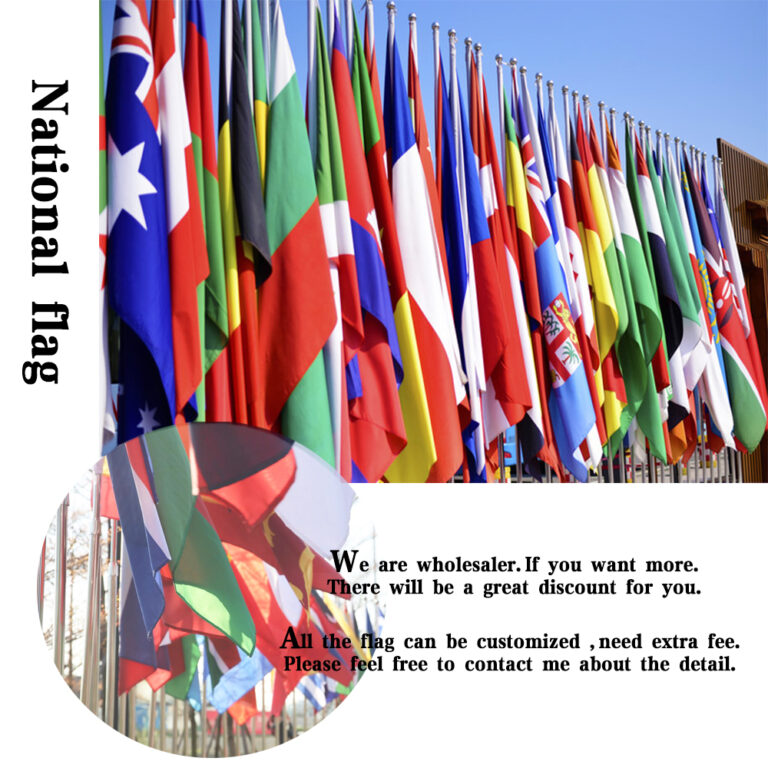 National flag
We are wholesaler. If you want more.
There will be a great discount for you.
All the flag can be customized , need extra fee.
Please feel free to contact me about the detail.